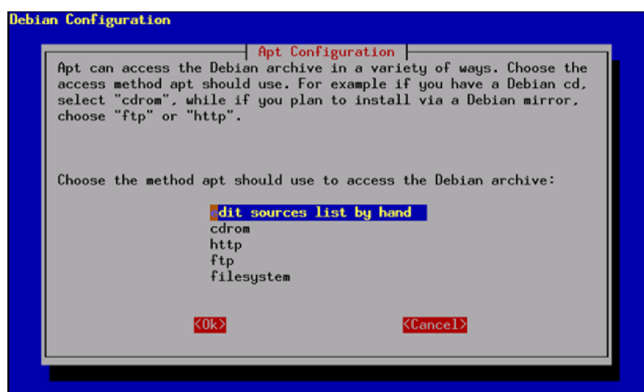 Debian Configuration
Apt Configuration
Apt can access the Debian archive in a variety of ways. Choose the
access method apt should use. For example if you have a Debian cd,
select "cdrom", while if you plan to install via a Debian mirror,
choose "ftp" or "http".
Choose the method apt should use to access the Debian archive:
edit sources list by hand
cdrom
http
ftp
filesystem
<Ok> <Cancel>